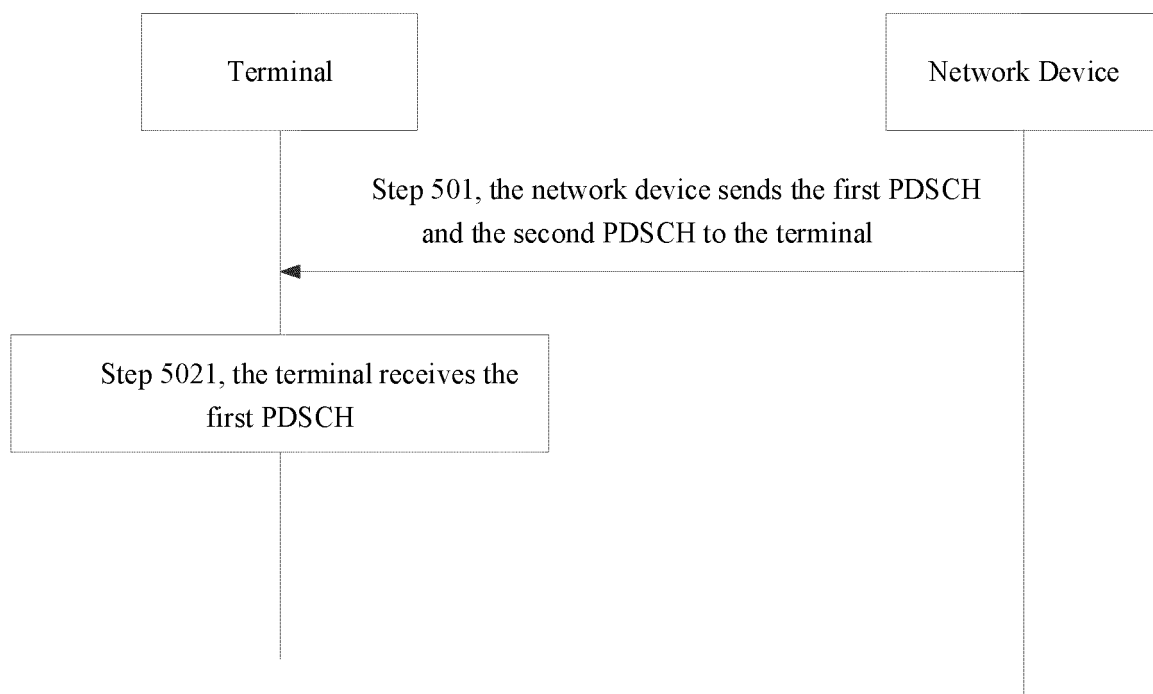 Terminal
Network Device
Step 501, the network device sends the first PDSCH
and the second PDSCH to the terminal
Step 5021, the terminal receives the
first PDSCH